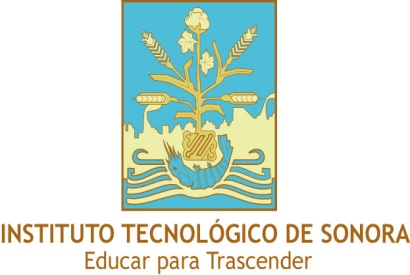 INSTITUTO TECNOLÓGICO DE SONORA
Educar para Trascender